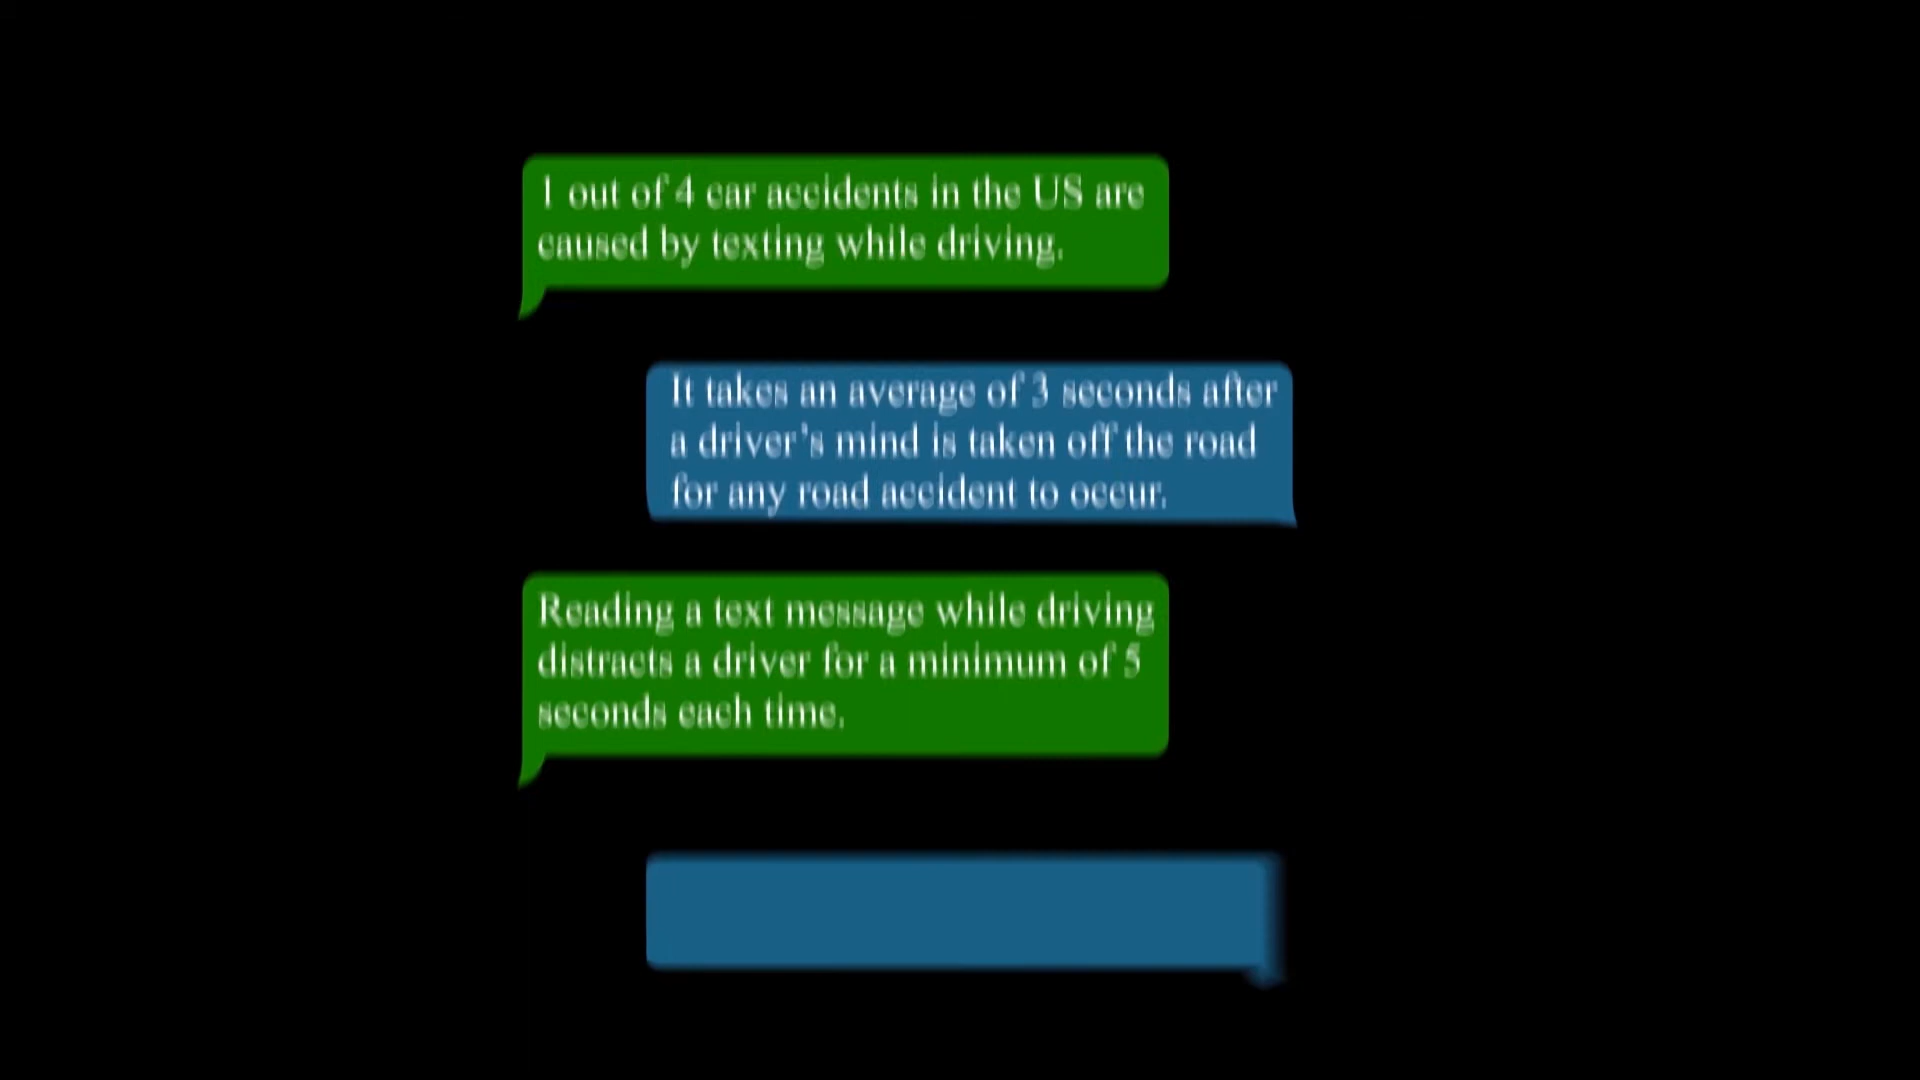 1 out of 4 car accidents in the US are
caused by texting while driving.
It takes an average of 3 seconds after
a driver's mind is taken off the road
for any road accident to occur.
Reading a text message while driving
distracts a driver for a minimum of 5
seconds each time.